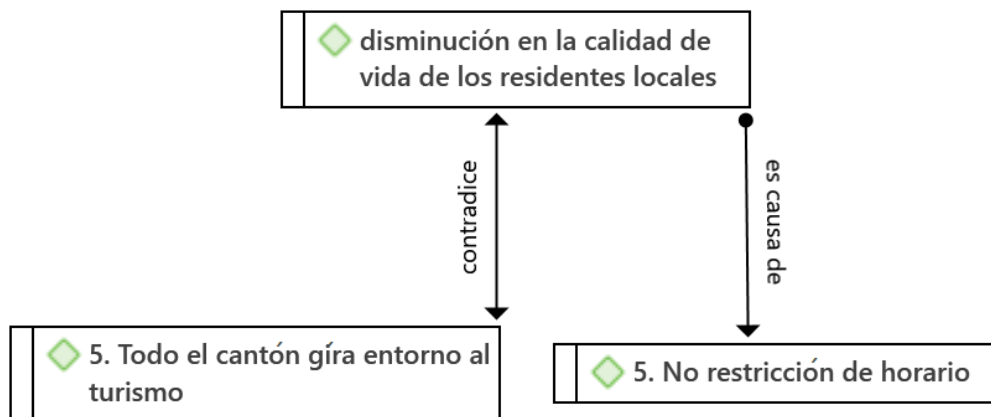 disminución en la calidad de
vida de los residentes locales
contradice
es causa de
5. Todo el cantón gíra entorno al
turismo
5. No restricción de horario